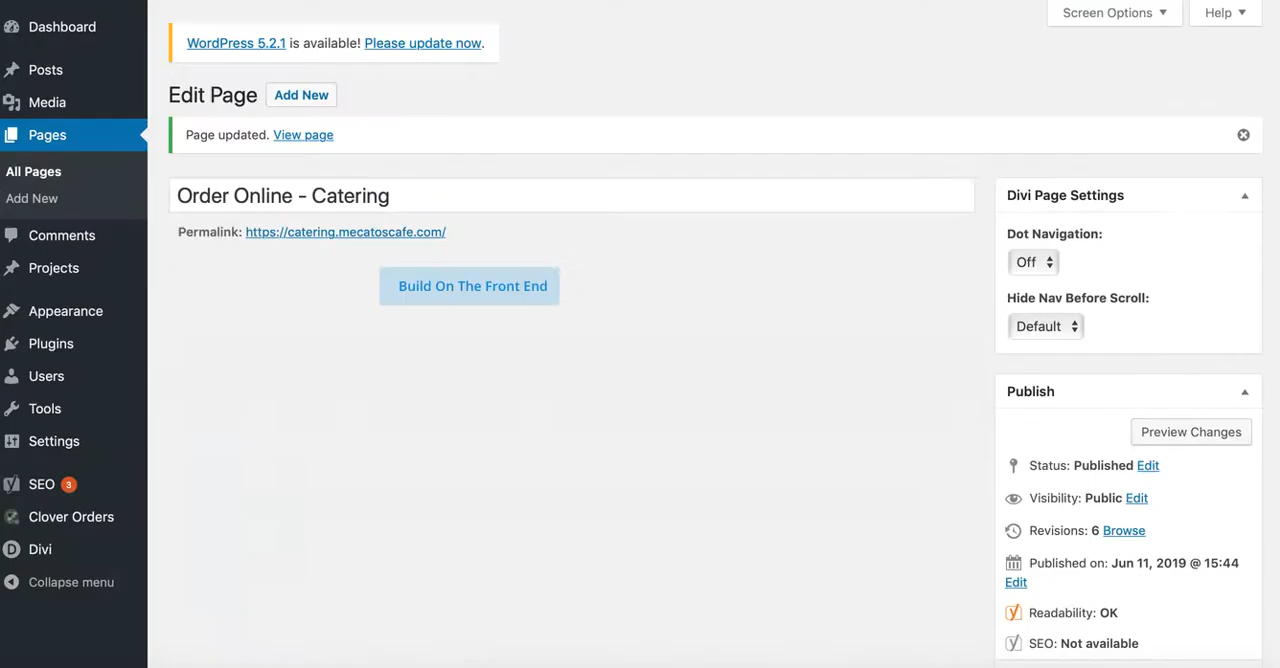 Screen Options
Help
Dashboard
Posts
Media
Pages
All Pages
Add New
Comments
Projects
Appearance
Plugins
Users
Tools
Settings
SEO 3
Clover Orders
Divi
Collapse menu
WordPress 5.2.1 is available! Please update now.
Edit Page Add New
Page updated. View page
Order Online - Catering
Permalink: https://catering.mecatoscafe.com/
Build On The Front End
Divi Page Settings
Dot Navigation:
Off
Hide Nav Before Scroll:
Default
Publish
Preview Changes
Status: Published Edit
Visibility: Public Edit
Revisions: 6 Browse
Published on: Jun 11, 2019 @ 15:44
Edit
Readability: OK
SEO: Not available